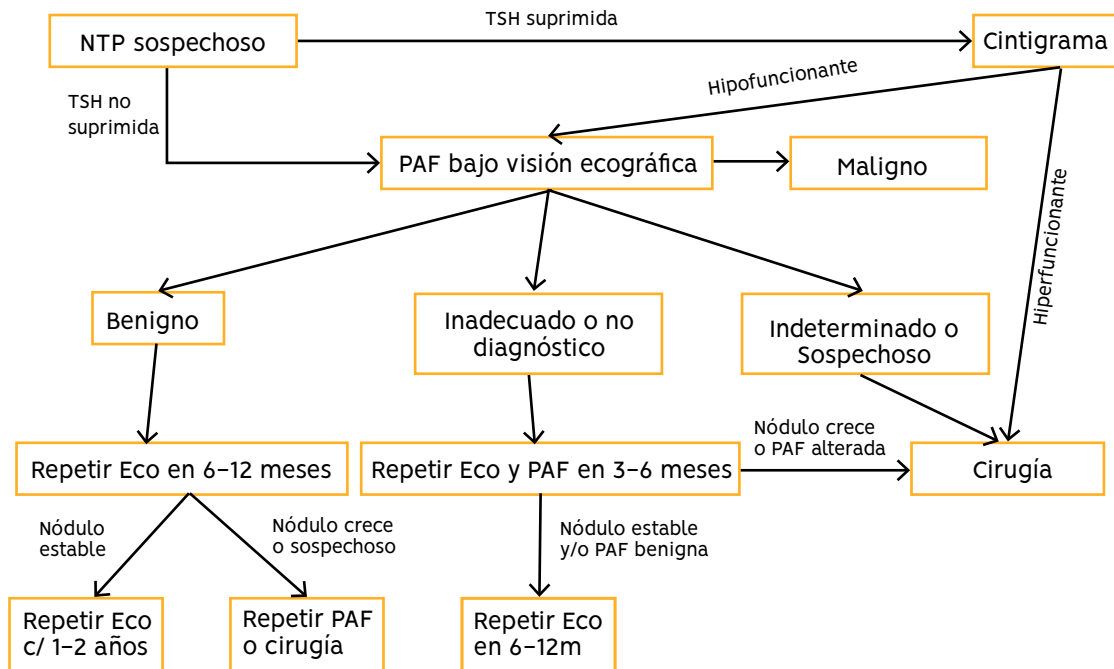 TSH suprimida
NTP sospechoso
Cintigrama
Hipofuncionante
TSH no
suprimida
PAF bajo visión ecográfica
Maligno
Hiperfuncionante
Benigno
Inadecuado o no
diagnóstico
Indeterminado o
Sospechoso
Nódulo crece
o PAF alterada
Repetir Eco en 6–12 meses
Repetir Eco y PAF en 3–6 meses
Cirugía
Nódulo
estable
Nódulo crece
o sospechoso
Nódulo estable
y/o PAF benigna
Repetir Eco
c/ 1–2 años
Repetir PAF
o cirugía
Repetir Eco
en 6–12m